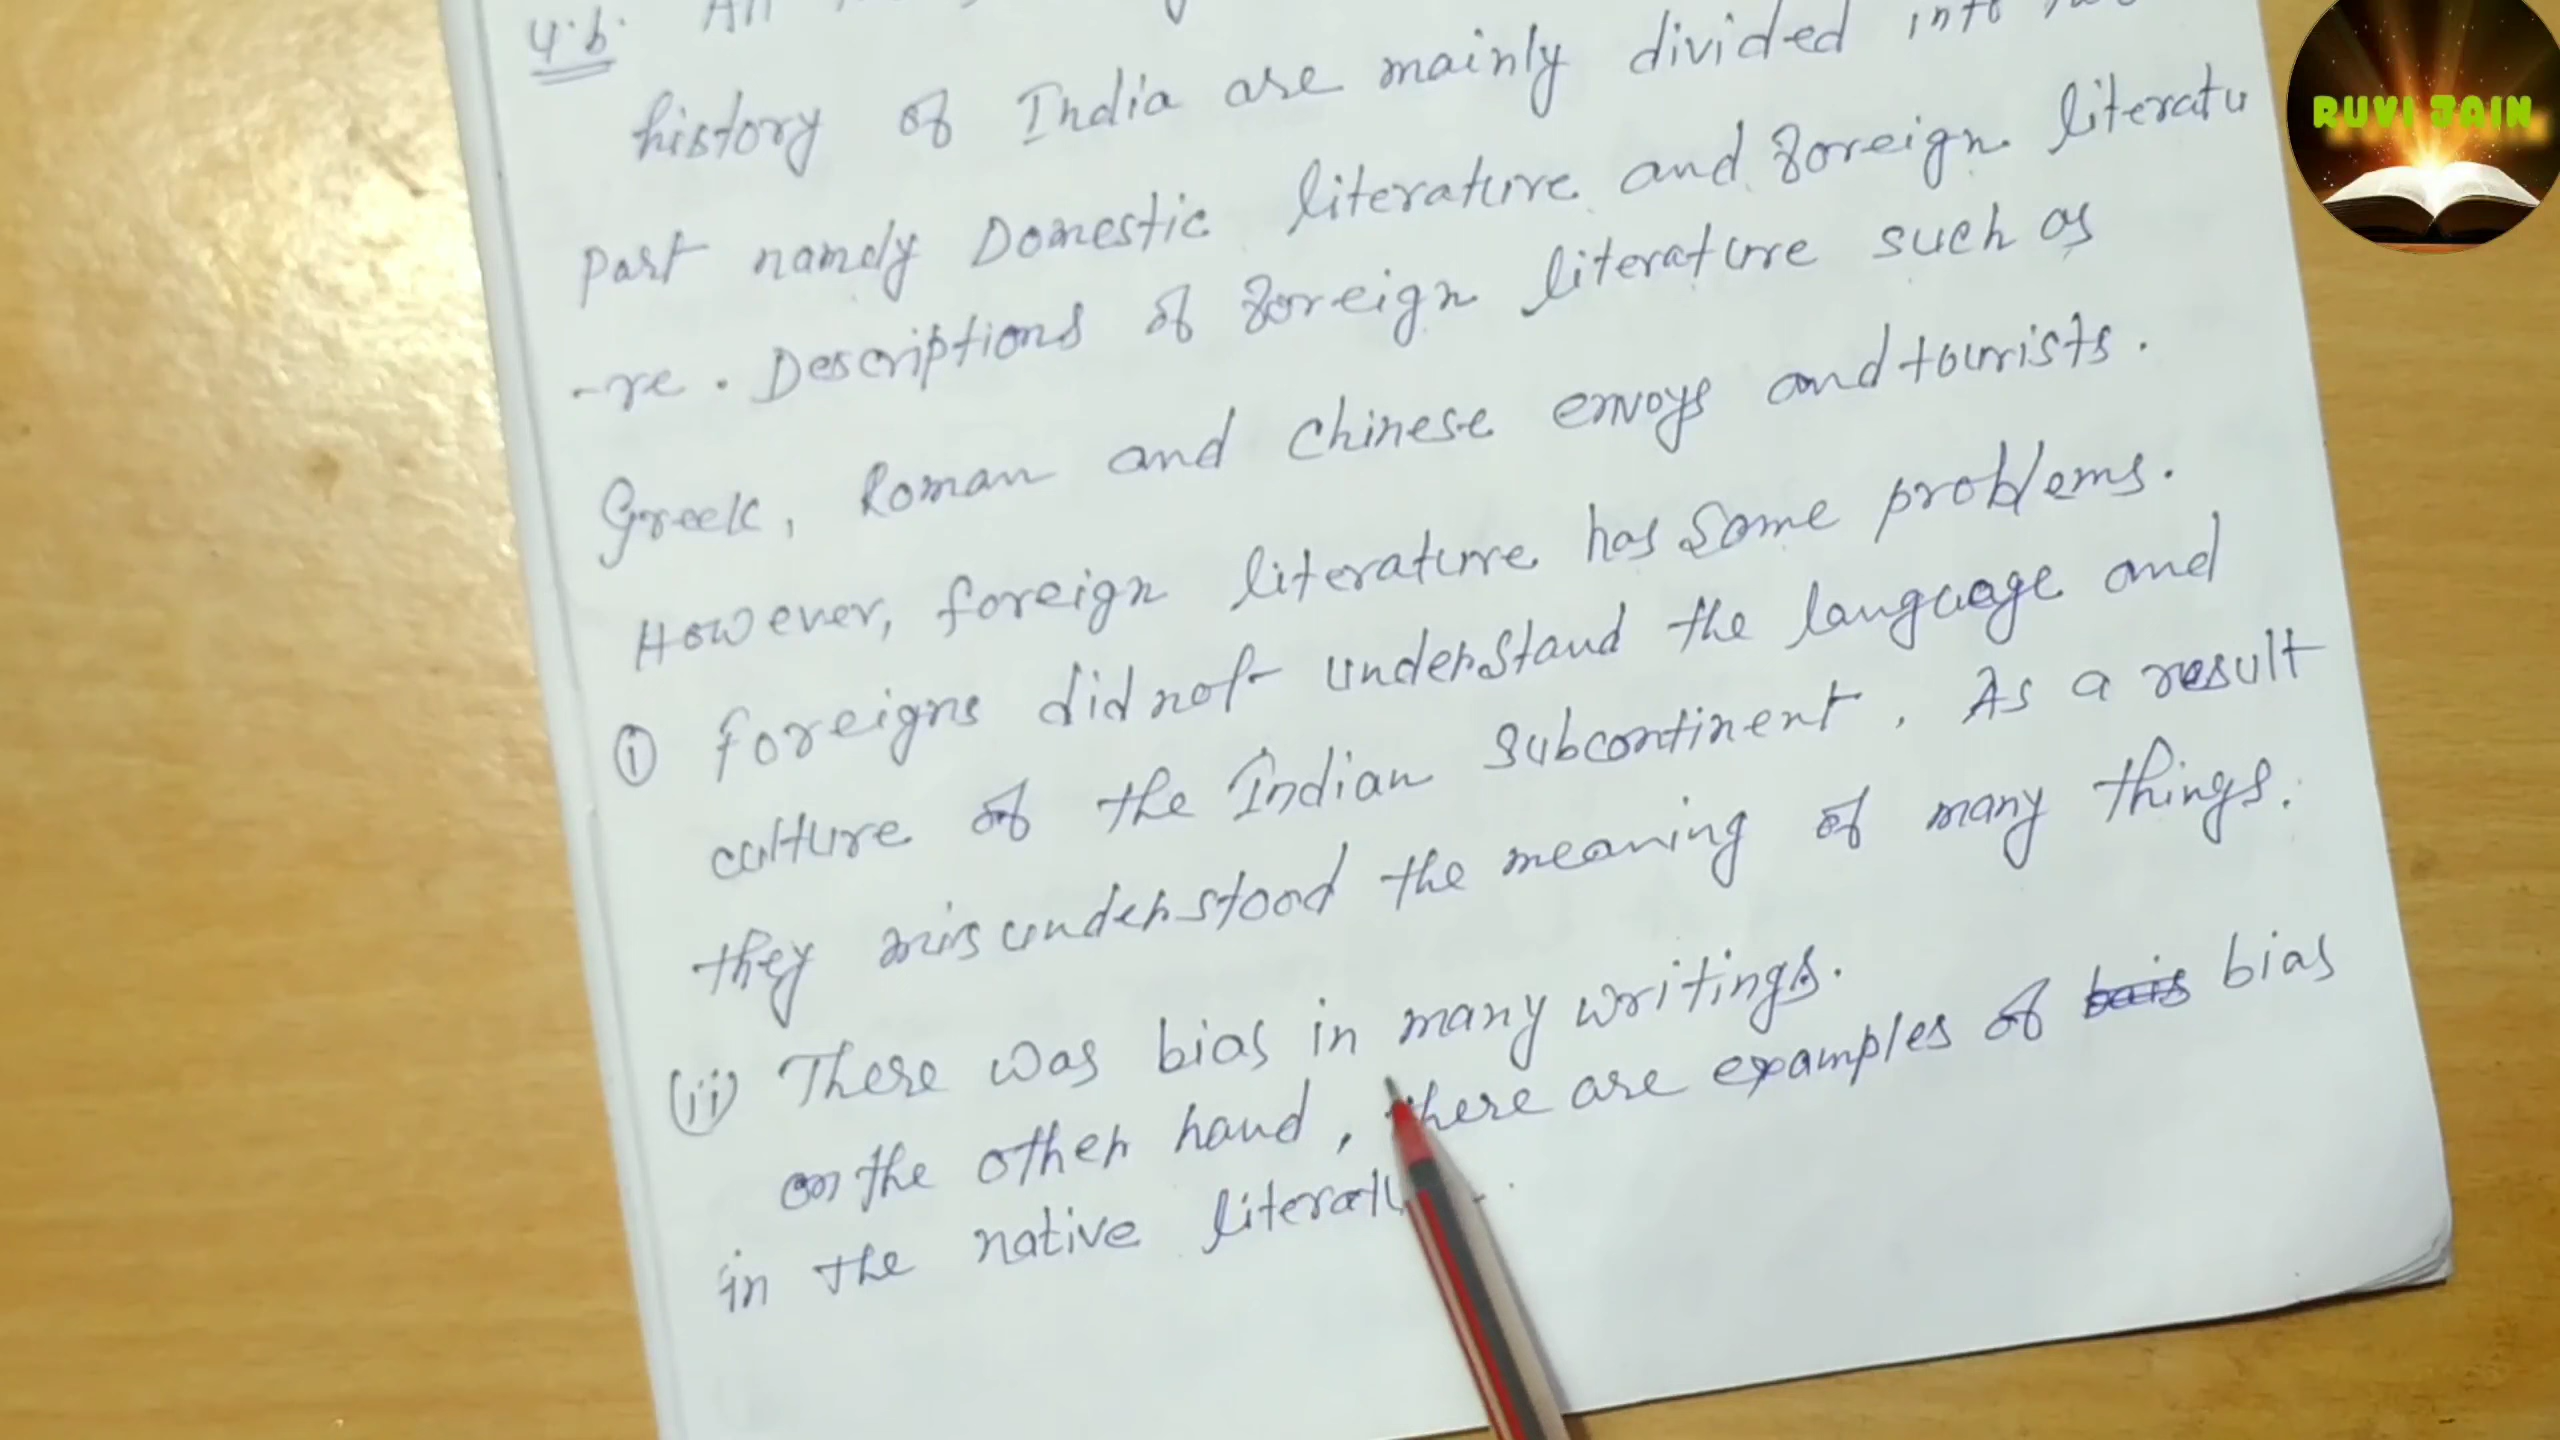 4.b. All
history of India are mainly divided into
part namely Domestic literature and foreign literatu
-re. Descriptions of foreign literature such as
Greek, Roman and Chinese envoys and tourists.
However, foreign literature has some problems.
(i) foreigns did not understand the language and
culture of the Indian subcontinent. As a result
they misunderstood the meaning of many things.
(ii) There was bias in many writings.
on the other hand, there are examples of bias
in the native
RUVI JAIN